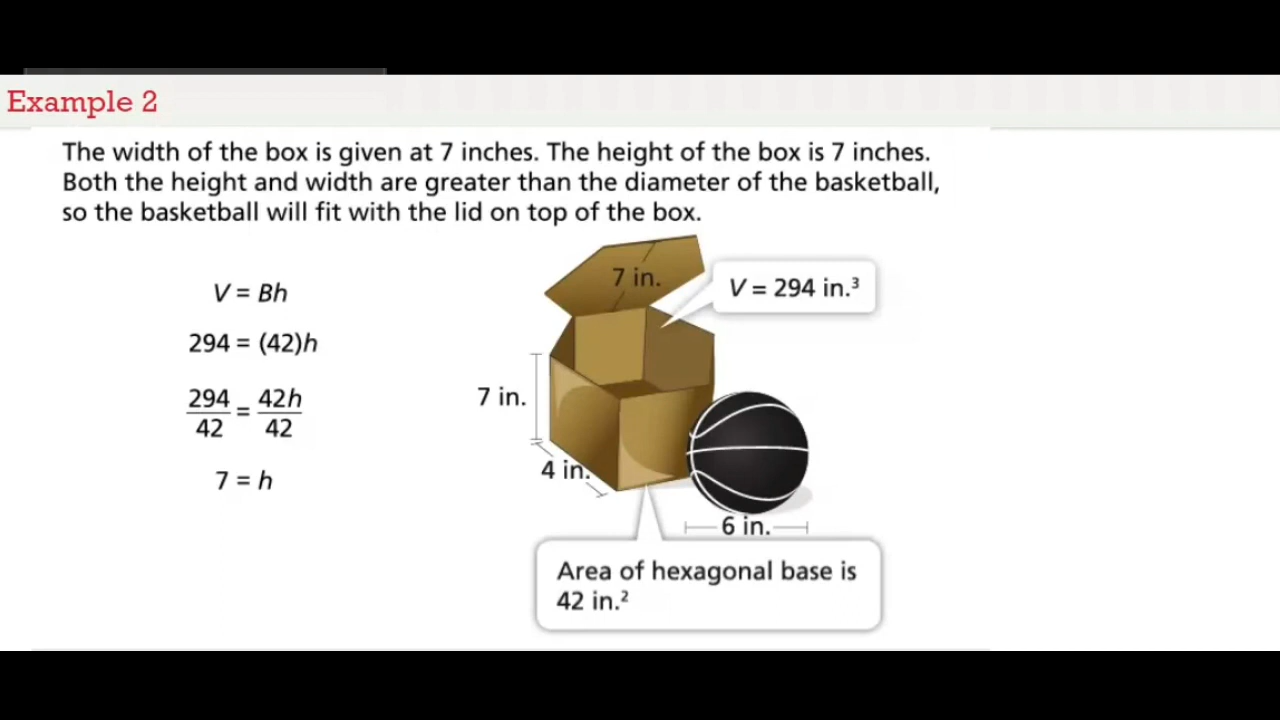 Example 2
The width of the box is given at 7 inches. The height of the box is 7 inches.
Both the height and width are greater than the diameter of the basketball,
so the basketball will fit with the lid on top of the box.
V = Bh
294 = (42)h
294/42 = 42h/42
7 = h
7 in.
V = 294 in.³
7 in.
4 in.
6 in.
Area of hexagonal base is
42 in.²